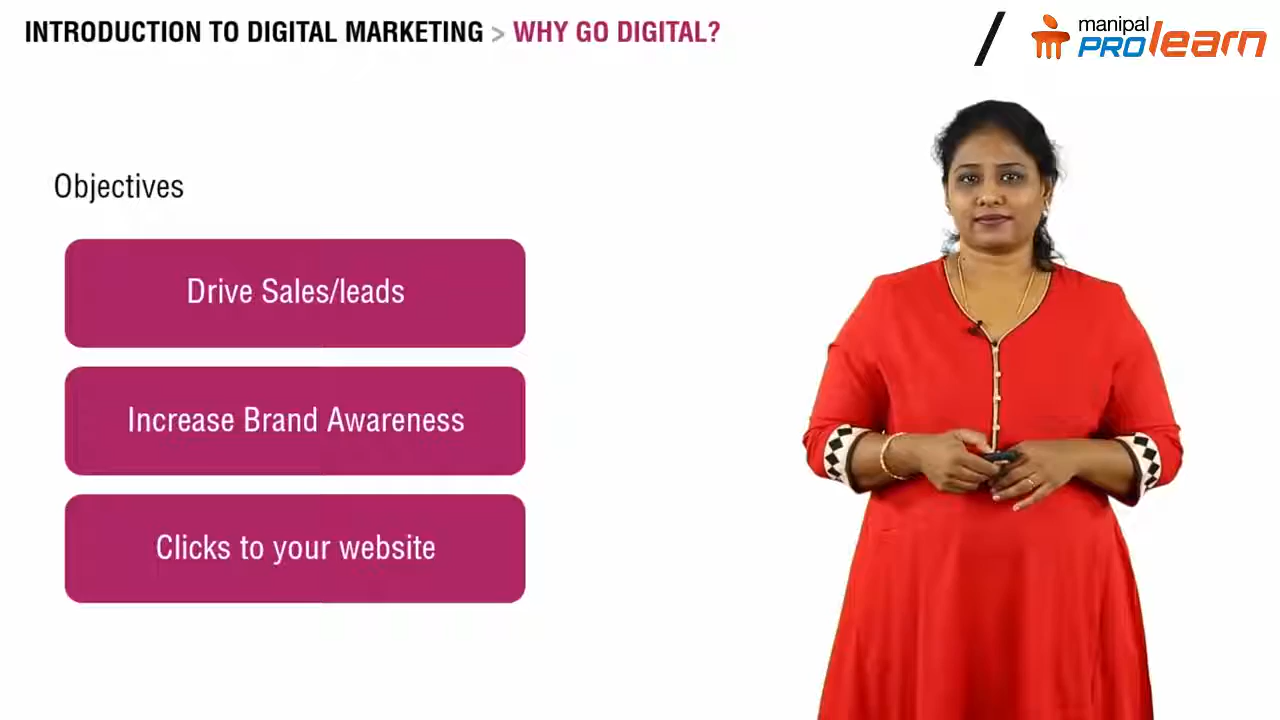 INTRODUCTION TO DIGITAL MARKETING > WHY GO DIGITAL?
manipal
PROlearn
Objectives
Drive Sales/leads
Increase Brand Awareness
Clicks to your website